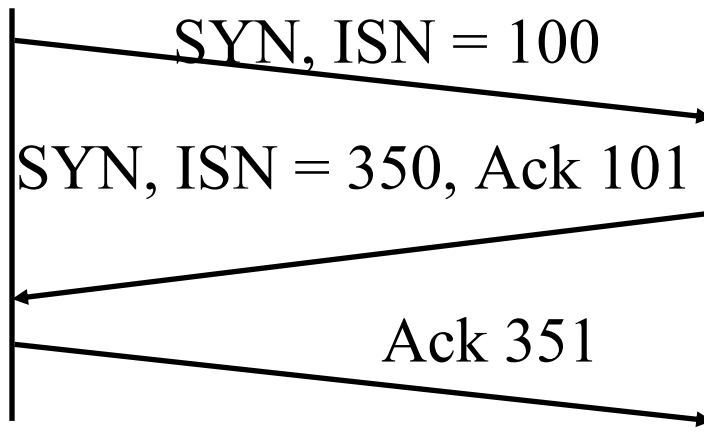 SYN, ISN = 100
SYN, ISN = 350, Ack 101
Ack 351